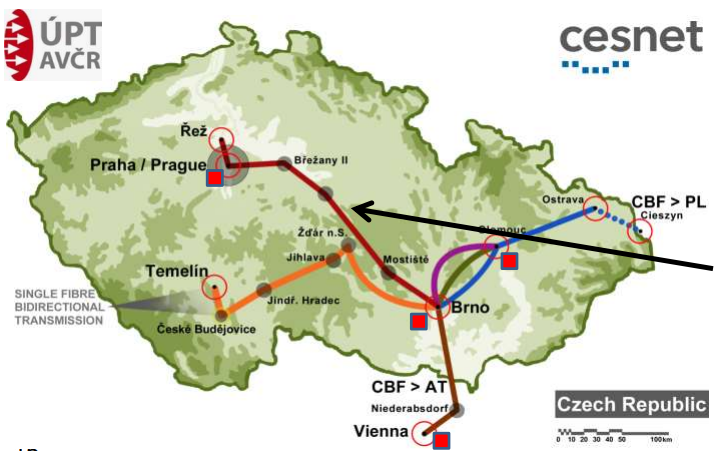 ÚPT
AVČR
cesnet
Řež
Praha / Prague
Břežany II
Ostrava
CBF > PL
Cieszyn
Olomouc
Žďár n.S.
Jihlava
Mostiště
Temelín
SINGLE FIBRE
BIDIRECTIONAL
TRANSMISSION
Jindř. Hradec
Brno
České Budějovice
CBF > AT
Niederabsdorf
Vienna
Czech Republic
0 10 20 30 40 50 100km